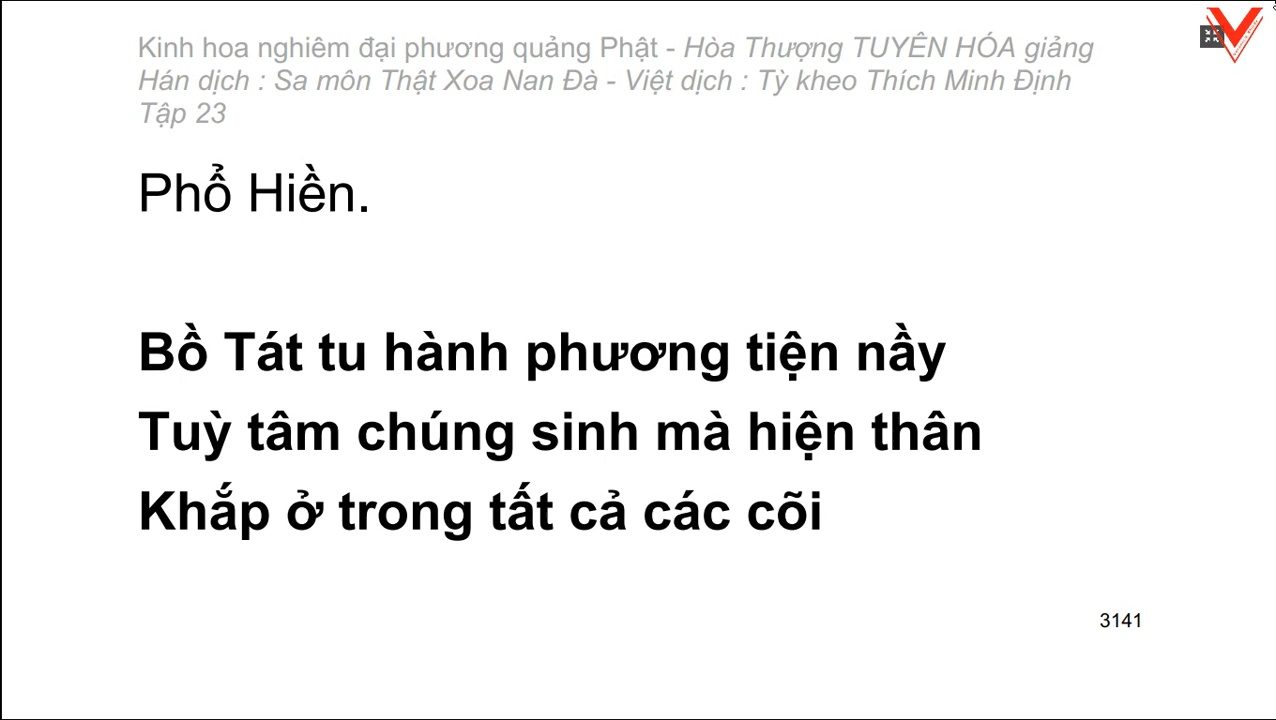 Kinh hoa nghiêm đại phương quảng Phật - Hòa Thượng TUYÊN HÓA giảng
Hán dịch : Sa môn Thật Xoa Nan Đà - Việt dịch : Tỳ kheo Thích Minh Định
Tập 23
Phổ Hiền.
Bồ Tát tu hành phương tiện nầy
Tuỳ tâm chúng sinh mà hiện thân
Khắp ở trong tất cả các cõi
3141